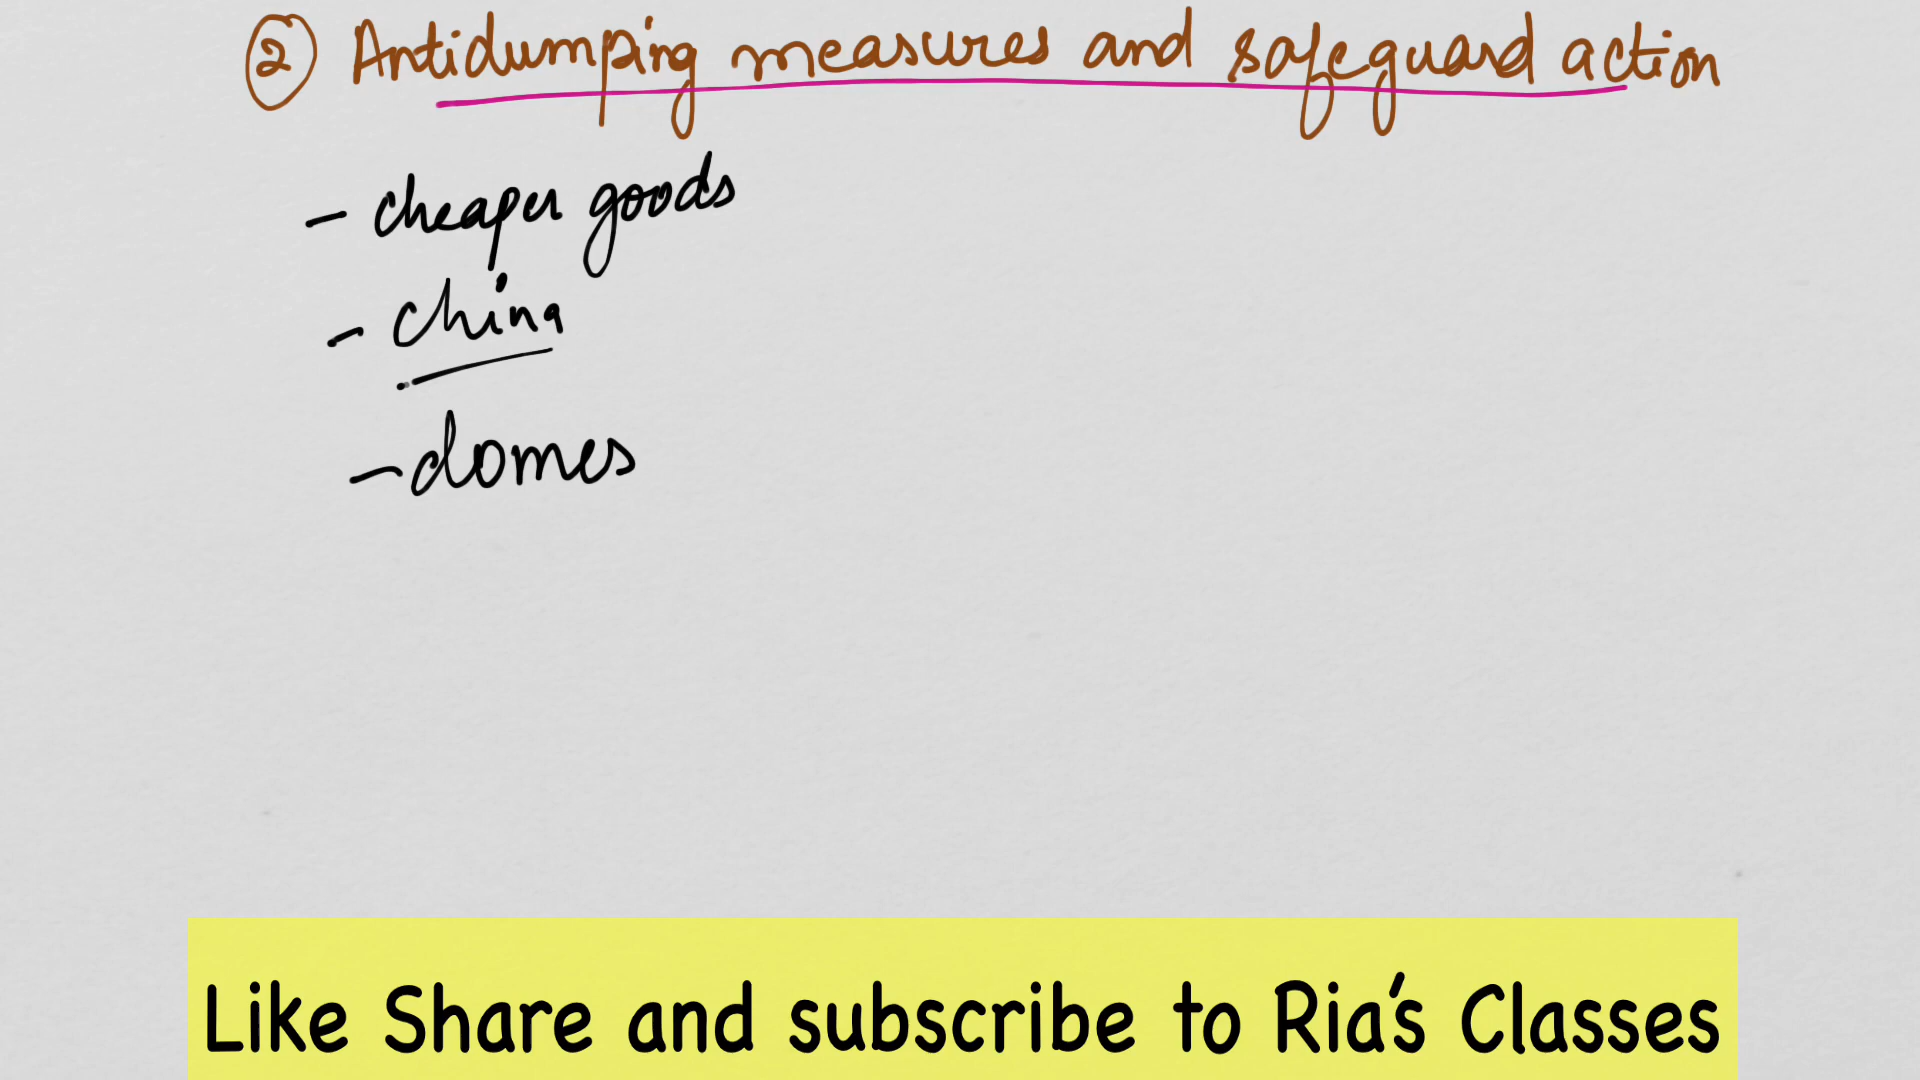 ② Antidumping measures and safeguard action
- cheaper goods
- china
- domes
Like Share and subscribe to Ria's Classes